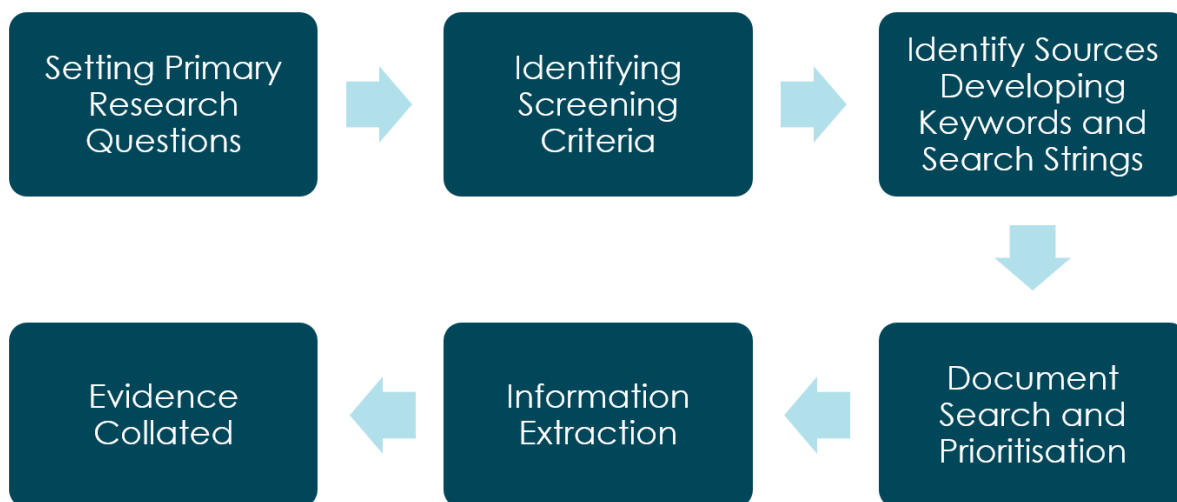 Setting Primary
Research
Questions
Identifying
Screening
Criteria
Identify Sources
Developing
Keywords and
Search Strings
Document
Search and
Prioritisation
Information
Extraction
Evidence
Collated